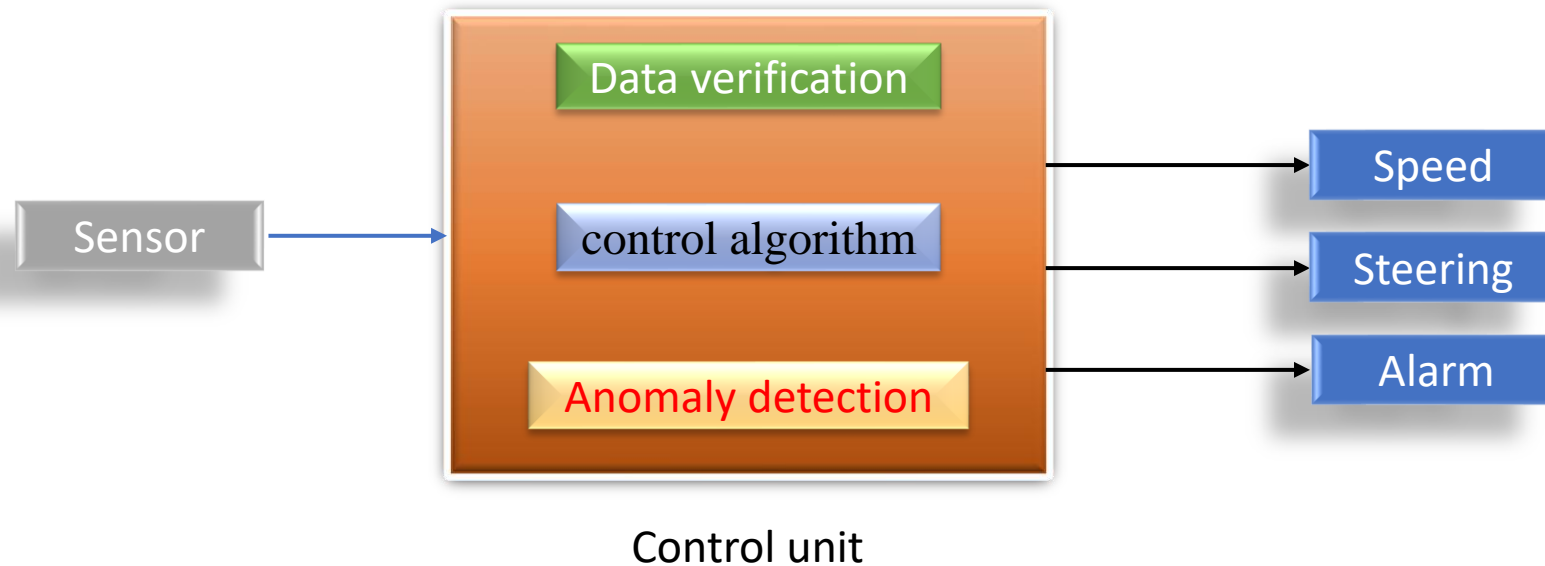 Data verification
Speed
Sensor
control algorithm
Steering
Alarm
Anomaly detection
Control unit